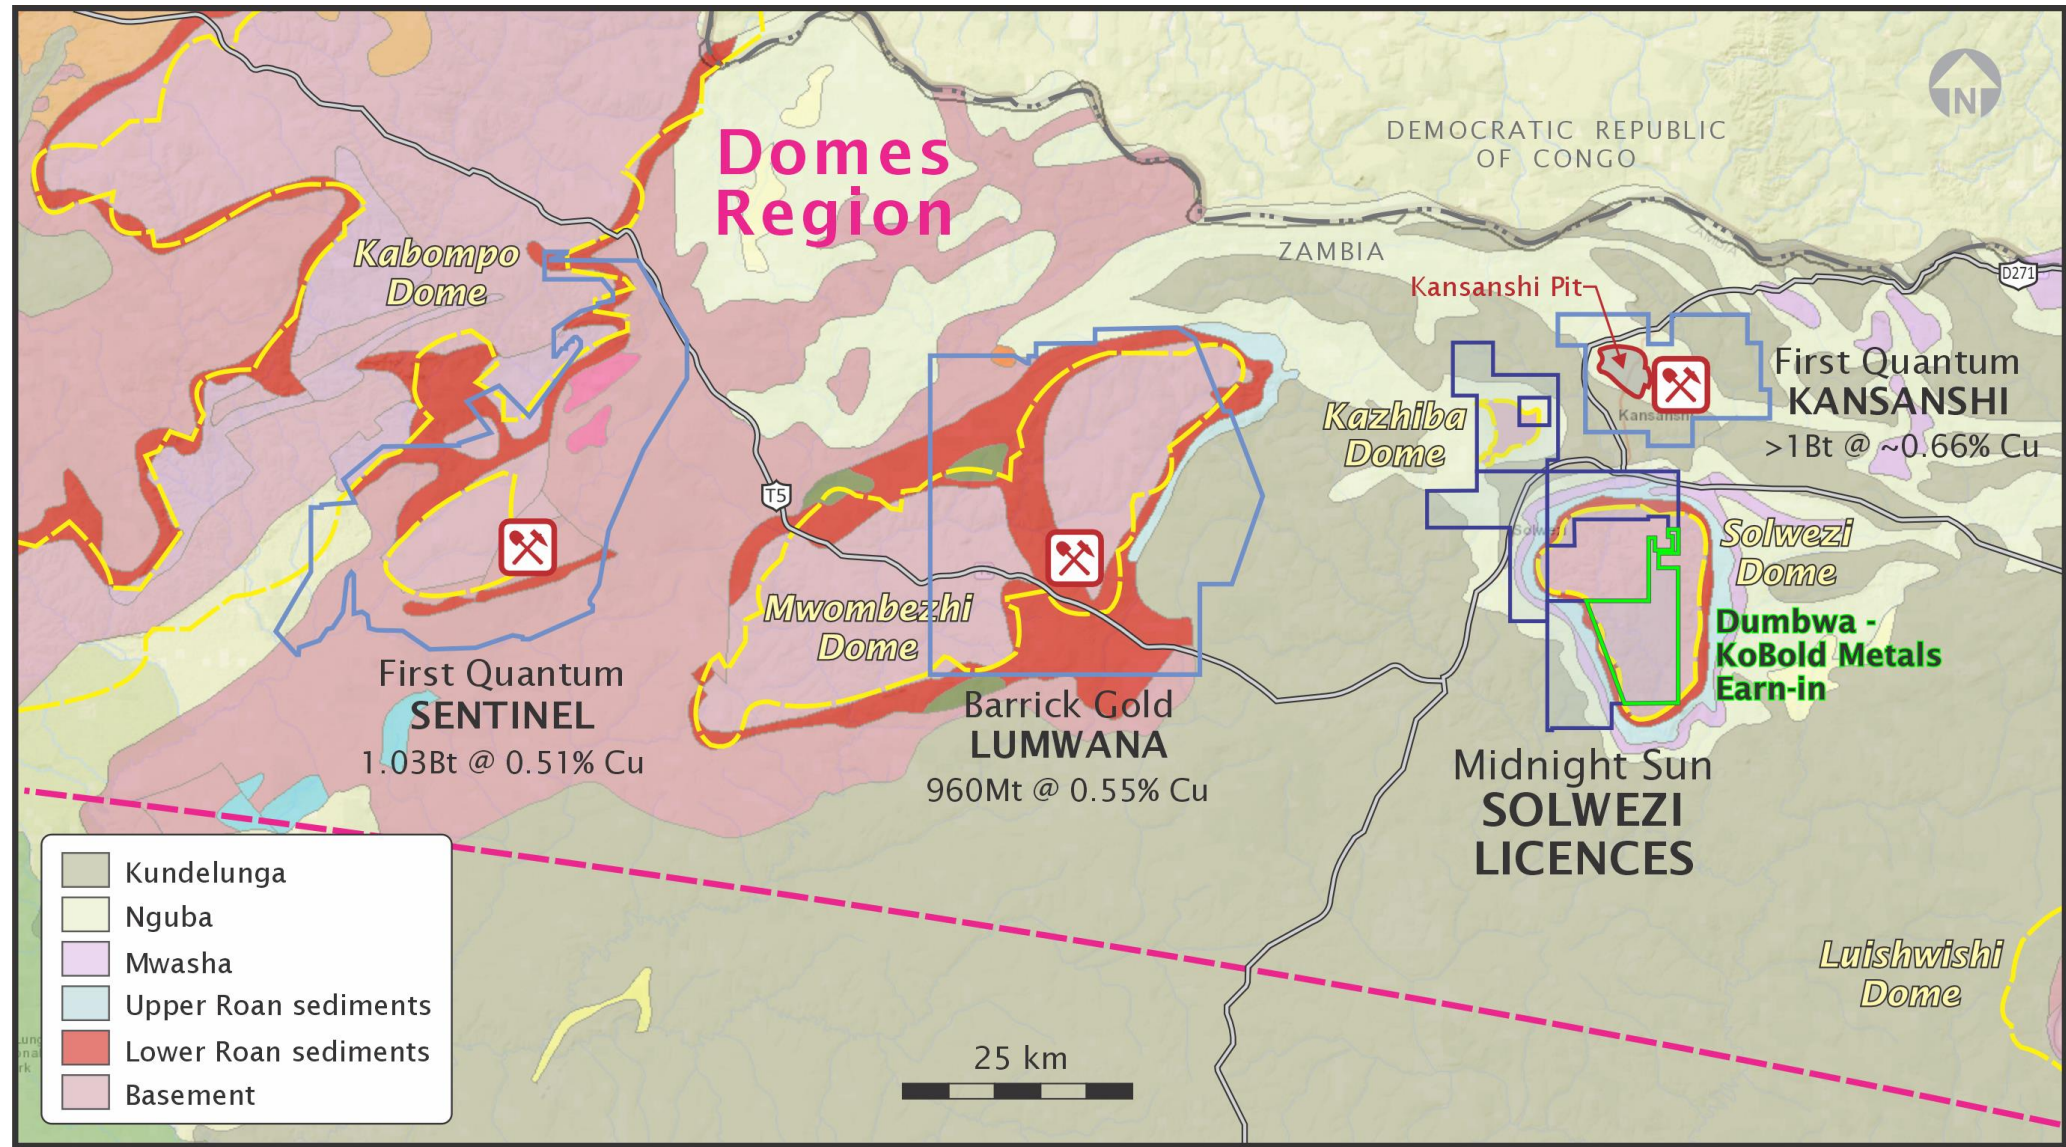 N
Domes
Region
DEMOCRATIC REPUBLIC
OF CONGO
ZAMBIA
D271
Kabompo
Dome
Kansanshi Pit
First Quantum
KANSANSHI
>1Bt @ ~0.66% Cu
Kansanshi
Kazhiba
Dome
T5
Solwezi
Solwezi
Dome
Mwombezhi
Dome
Dumbwa -
KoBold Metals
Earn-in
First Quantum
SENTINEL
1.03Bt @ 0.51% Cu
Barrick Gold
LUMWANA
960Mt @ 0.55% Cu
Midnight Sun
SOLWEZI
LICENCES
Kundelunga
Nguba
Mwasha
Upper Roan sediments
Lower Roan sediments
Basement
Luishwishi
Dome
25 km